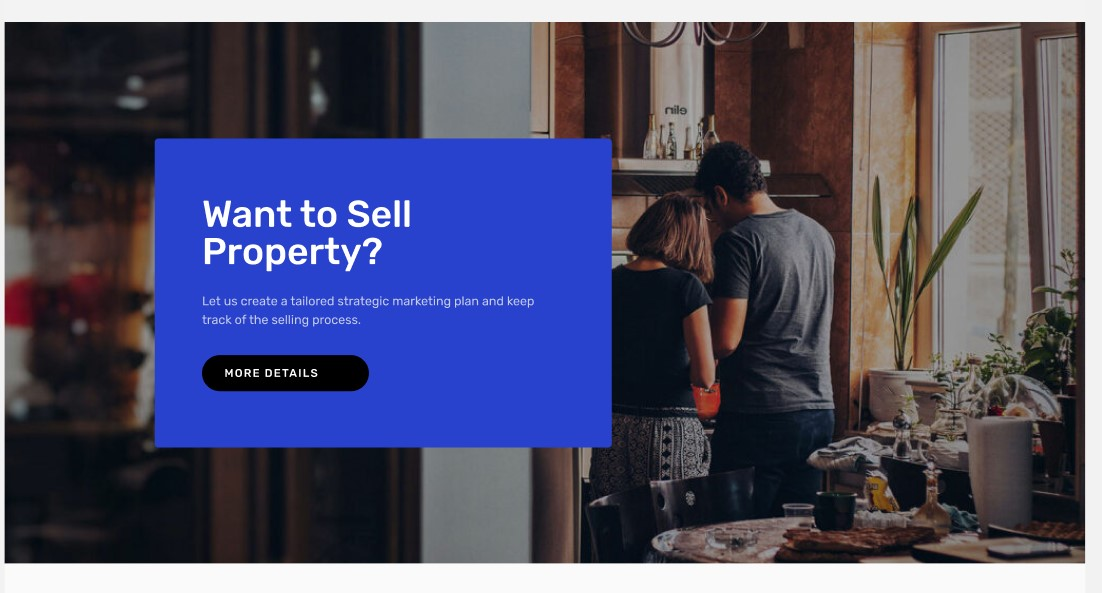 elin
Want to Sell
Property?
Let us create a tailored strategic marketing plan and keep
track of the selling process.
MORE DETAILS